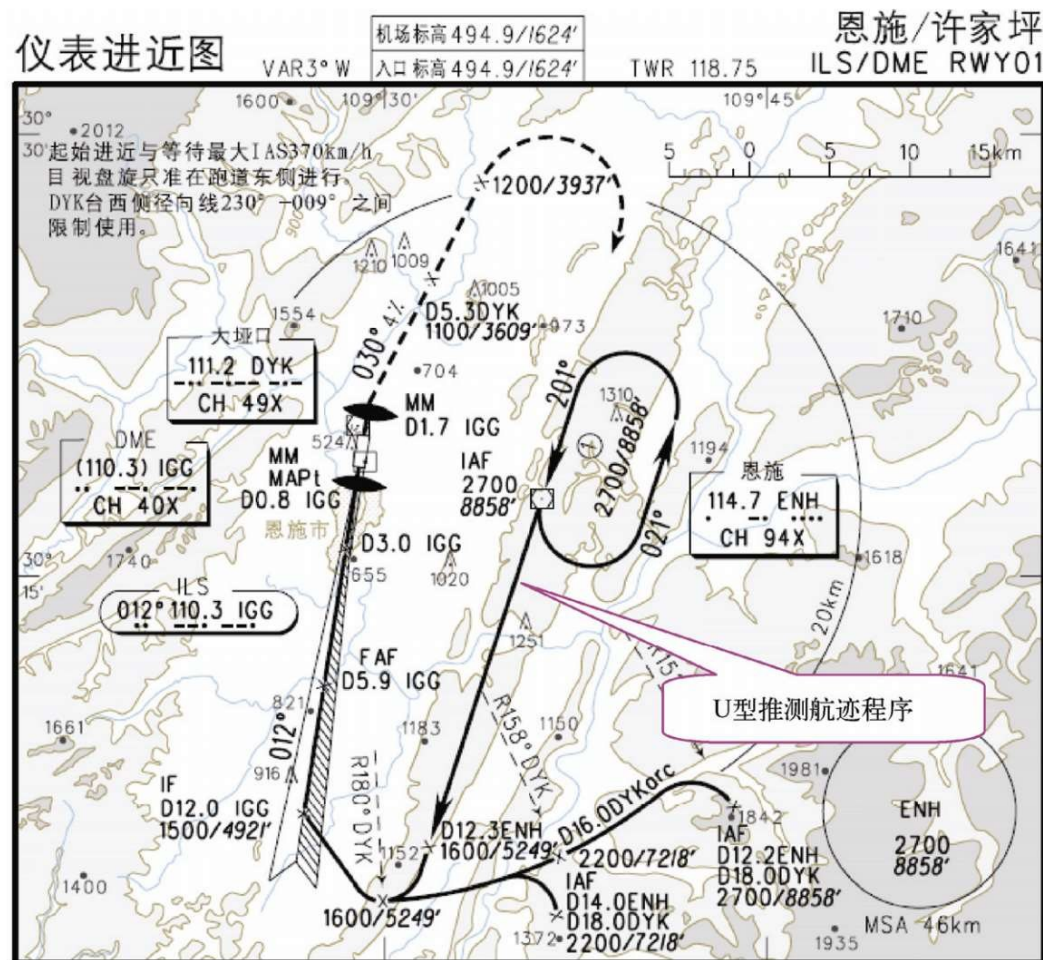 仪表进近图
VAR3° W
机场标高 494.9/1624'
入口标高 494.9/1624'
TWR 118.75
恩施/许家坪
ILS/DME RWY01
30°
30'
2012
1600
109°30'
109°45'
起始进近与等待最大IAS370km/h
目视盘旋只准在跑道东侧进行。
DYK台西侧径向线230° -009° 之间
限制使用。
5 0 5 10 15km
1200/3937'
1210
1009
1005
1641
1554
030° 4%
D5.3DYK
1100/3609'
973
1710
大垭口
111.2 DYK
CH 49X
704
201°
1310
1
2700/8858'
021°
1194
MM
D1.7 IGG
524
DME
(110.3) IGG
CH 40X
MM
MAPt
D0.8 IGG
IAF
2700
8858'
恩施
114.7 ENH
CH 94X
恩施市
D3.0 IGG
1740
655
1020
1618
30°
15'
ILS
012° 110.3 IGG
20km
1251
1641
FAF
D5.9 IGG
U型推测航迹程序
821
012°
1661
1183
R158° DYK
1150
916
R180° DYK
1981
IF
D12.0 IGG
1500/4921'
D16.0DYKarc
D12.3ENH
1600/5249'
1152
2200/7218'
1842
IAF
D12.2ENH
D18.0DYK
2700/8858'
ENH
2700
8858'
1400
1600/5249'
IAF
D14.0ENH
D18.0DYK
2200/7218'
1372
MSA 46km
1935